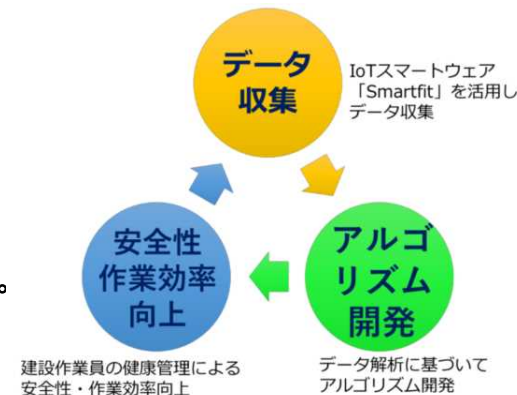 データ
収集
IoTスマートウェア
「Smartfit」を活用し
データ収集
安全性
作業効率
向上
アルゴ
リズム
開発
。
建設作業員の健康管理による
安全性・作業効率向上
データ解析に基づいて
アルゴリズム開発